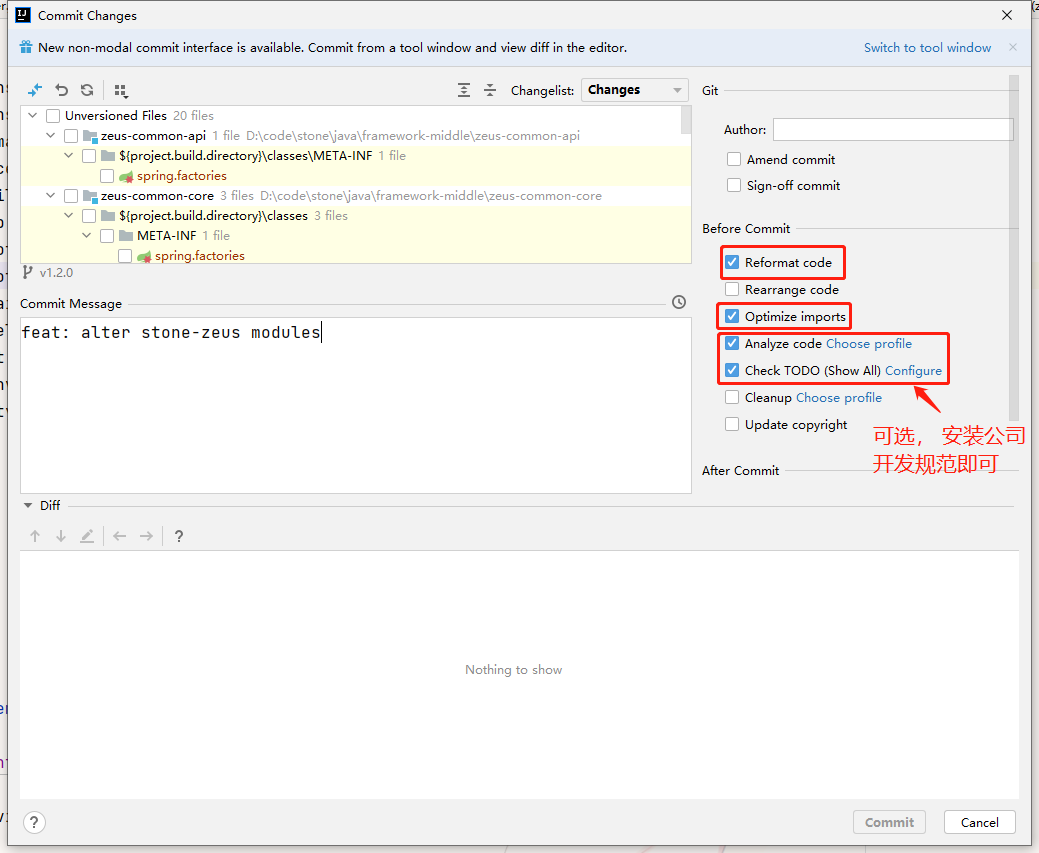 Commit Changes
New non-modal commit interface is available. Commit from a tool window and view diff in the editor.
Switch to tool window
Changelist:
Changes
Unversioned Files 20 files
zeus-common-api 1 file D:\code\stone\java\framework-middle\zeus-common-api
${project.build.directory}\classes\META-INF 1 file
spring.factories
zeus-common-core 3 files D:\code\stone\java\framework-middle\zeus-common-core
${project.build.directory}\classes 3 files
META-INF 1 file
spring.factories
v1.2.0
Commit Message
feat: alter stone-zeus modules
Git
Author:
Amend commit
Sign-off commit
Before Commit
Reformat code
Rearrange code
Optimize imports
Analyze code Choose profile
Check TODO (Show All) Configure
Cleanup Choose profile
Update copyright
可选， 安装公司
开发规范即可
After Commit
Diff
?
Nothing to show
?
Commit
Cancel